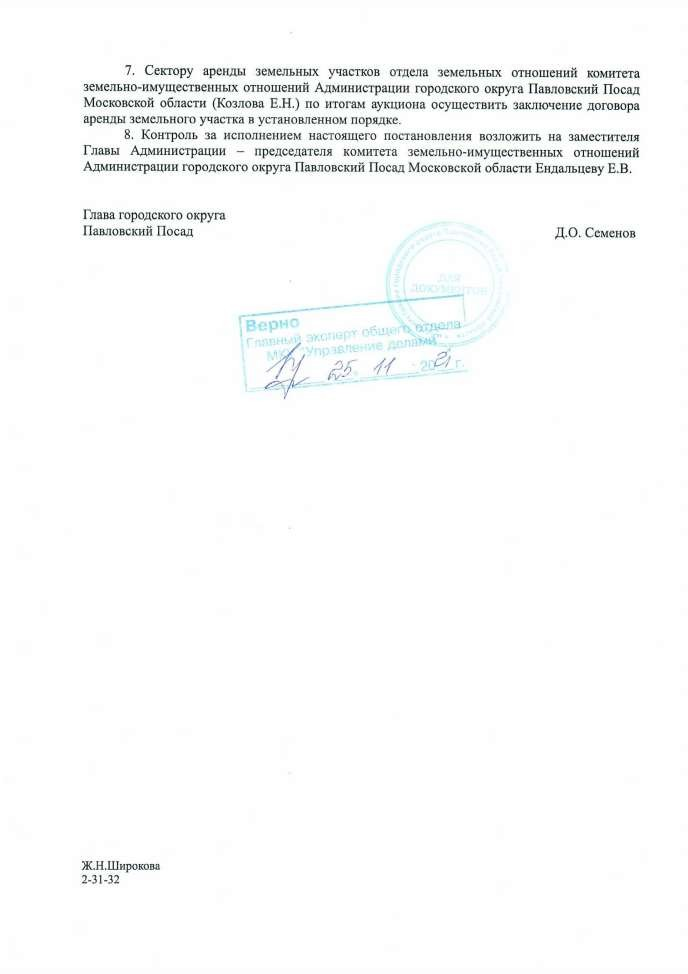 7. Сектору аренды земельных участков отдела земельных отношений комитета
земельно-имущественных отношений Администрации городского округа Павловский Посад
Московской области (Козлова Е.Н.) по итогам аукциона осуществить заключение договора
аренды земельного участка в установленном порядке.
8. Контроль за исполнением настоящего постановления возложить на заместителя
Главы Администрации – председателя комитета земельно-имущественных отношений
Администрации городского округа Павловский Посад Московской области Ендальцеву Е.В.
Глава городского округа
Павловский Посад
Д.О. Семенов
ДЛЯ
ДОКУМЕНТОВ
Верно
Главный эксперт общего отдела
"Управление делами"
25. 11 2021 г.
Ж.Н.Широкова
2-31-32